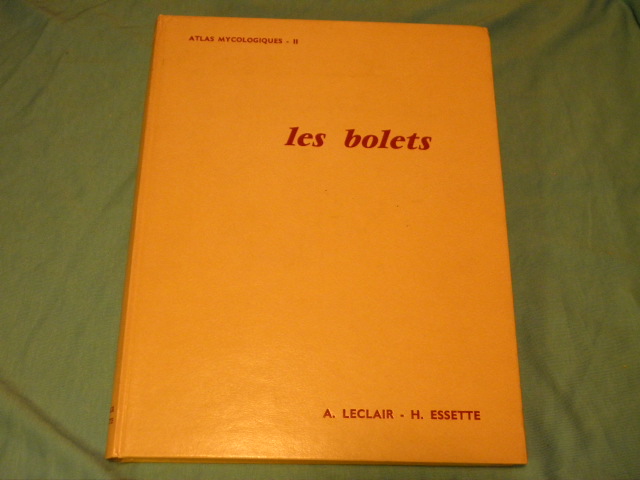 ATLAS MYCOLOGIQUES - II
les bolets
A. LECLAIR - H. ESSETTE